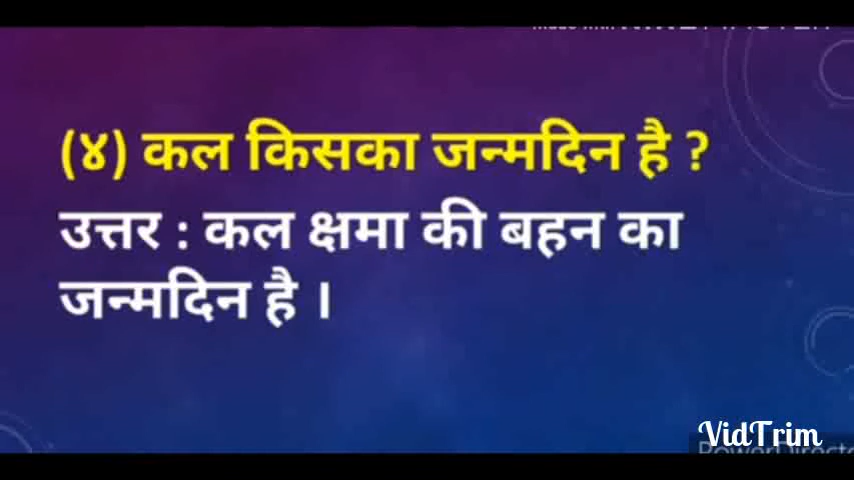 (४) कल किसका जन्मदिन है ?
उत्तर : कल क्षमा की बहन का
जन्मदिन है ।
VidTrim